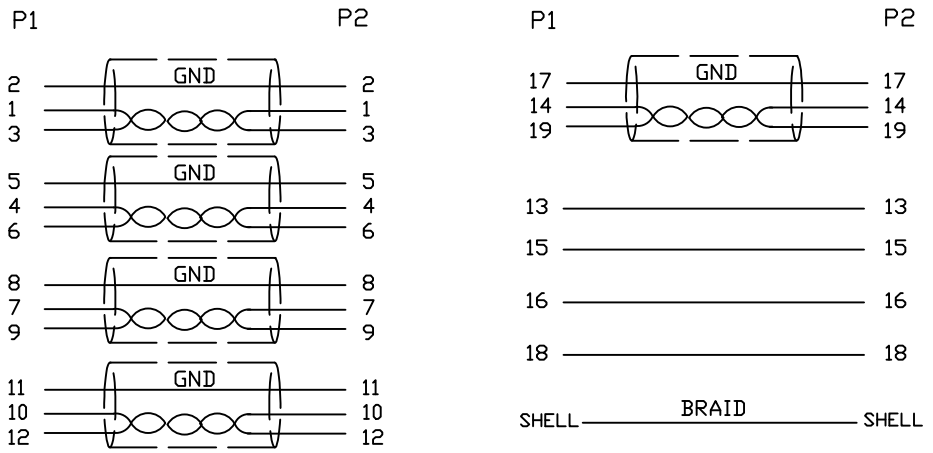 P1 P2
GND
2 2
1 1
3 3
GND
5 5
4 4
6 6
GND
8 8
7 7
9 9
GND
11 11
10 10
12 12
P1 P2
GND
17 17
14 14
19 19
13 13
15 15
16 16
18 18
BRAID
SHELL SHELL